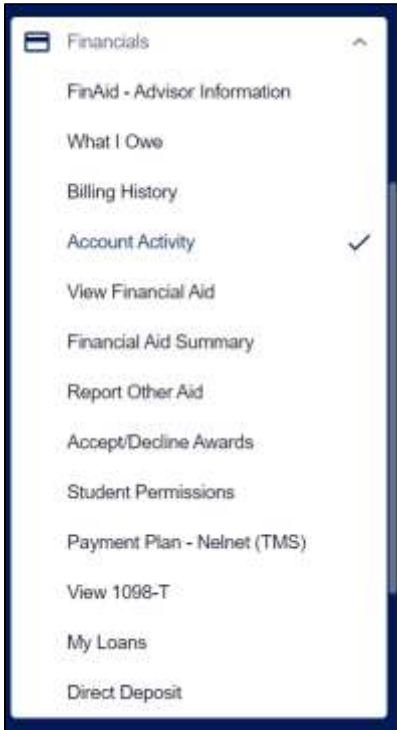 Financials
FinAid - Advisor Information
What I Owe
Billing History
Account Activity
View Financial Aid
Financial Aid Summary
Report Other Aid
Accept/Decline Awards
Student Permissions
Payment Plan - Nelnet (TMS)
View 1098-T
My Loans
Direct Deposit